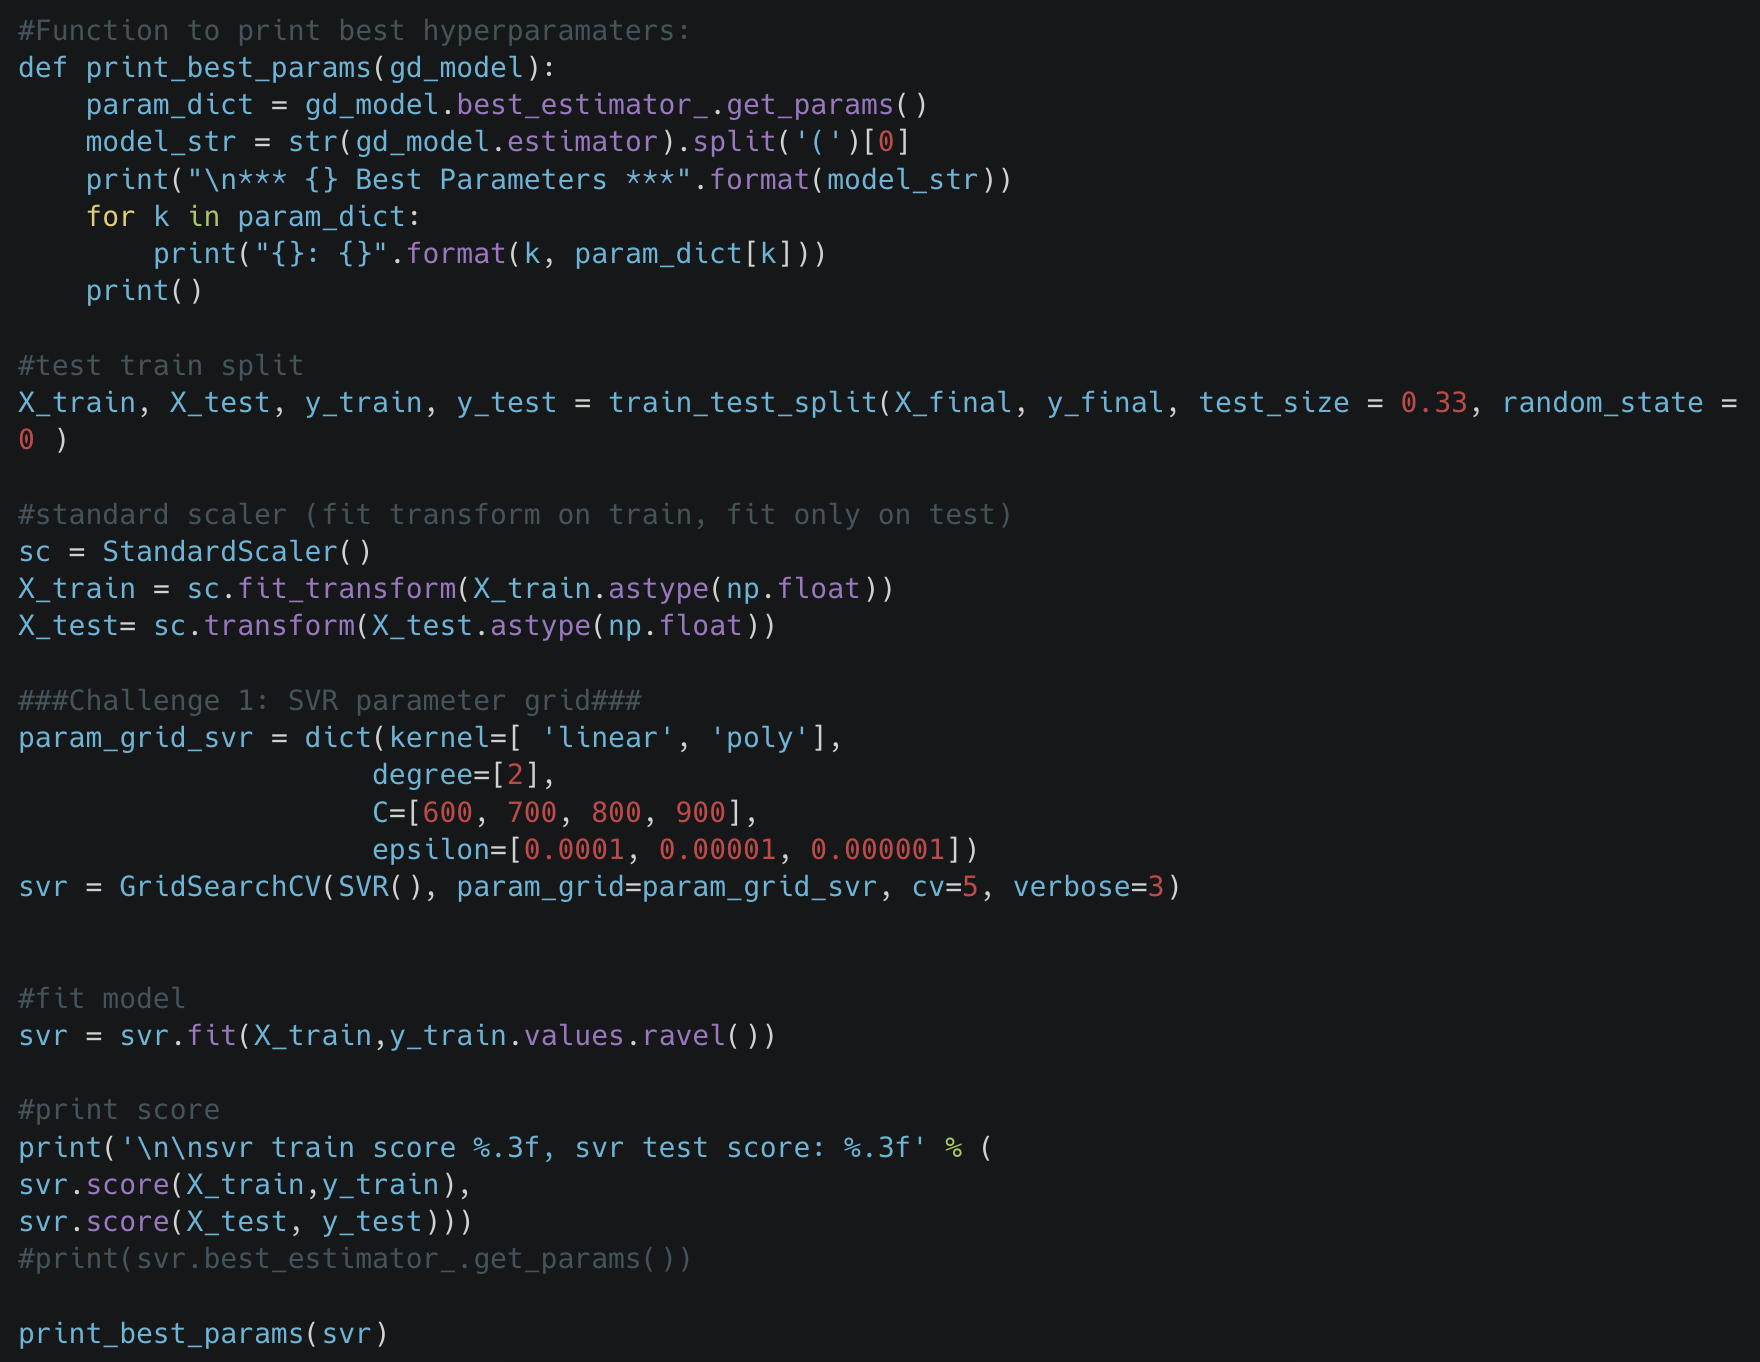 #Function to print best hyperparamaters:
def print_best_params(gd_model):
    param_dict = gd_model.best_estimator_.get_params()
    model_str = str(gd_model.estimator).split('(')[0]
    print("\n*** {} Best Parameters ***".format(model_str))
    for k in param_dict:
        print("{}: {}".format(k, param_dict[k]))
    print()

#test train split
X_train, X_test, y_train, y_test = train_test_split(X_final, y_final, test_size = 0.33, random_state =
0 )

#standard scaler (fit transform on train, fit only on test)
sc = StandardScaler()
X_train = sc.fit_transform(X_train.astype(np.float))
X_test= sc.transform(X_test.astype(np.float))

###Challenge 1: SVR parameter grid###
param_grid_svr = dict(kernel=[ 'linear', 'poly'],
                     degree=[2],
                     C=[600, 700, 800, 900],
                     epsilon=[0.0001, 0.00001, 0.000001])
svr = GridSearchCV(SVR(), param_grid=param_grid_svr, cv=5, verbose=3)


#fit model
svr = svr.fit(X_train,y_train.values.ravel())

#print score
print('\n\nsvr train score %.3f, svr test score: %.3f' % (
svr.score(X_train,y_train),
svr.score(X_test, y_test)))
#print(svr.best_estimator_.get_params())

print_best_params(svr)